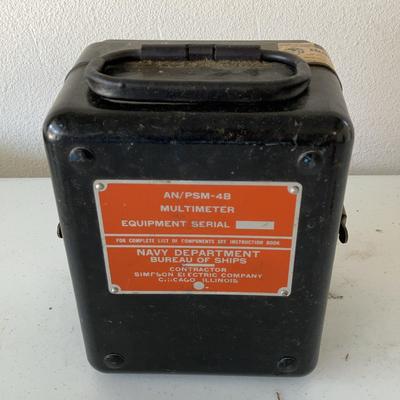 AN/PSM-4B
MULTIMETER
EQUIPMENT SERIAL
FOR COMPLETE LIST OF COMPONENTS SEE INSTRUCTION BOOK
NAVY DEPARTMENT
BUREAU OF SHIPS
CONTRACTOR
SIMPSON ELECTRIC COMPANY
CHICAGO, ILLINOIS